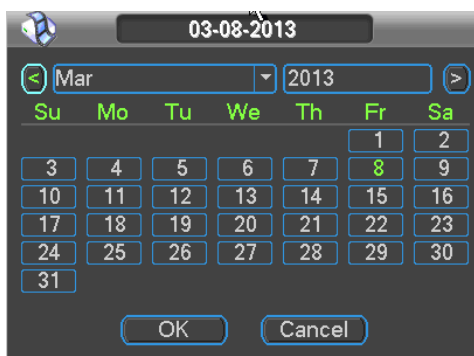 03-08-2013
< Mar 2013 >
Su Mo Tu We Th Fr Sa
1 2
3 4 5 6 7 8 9
10 11 12 13 14 15 16
17 18 19 20 21 22 23
24 25 26 27 28 29 30
31
OK Cancel